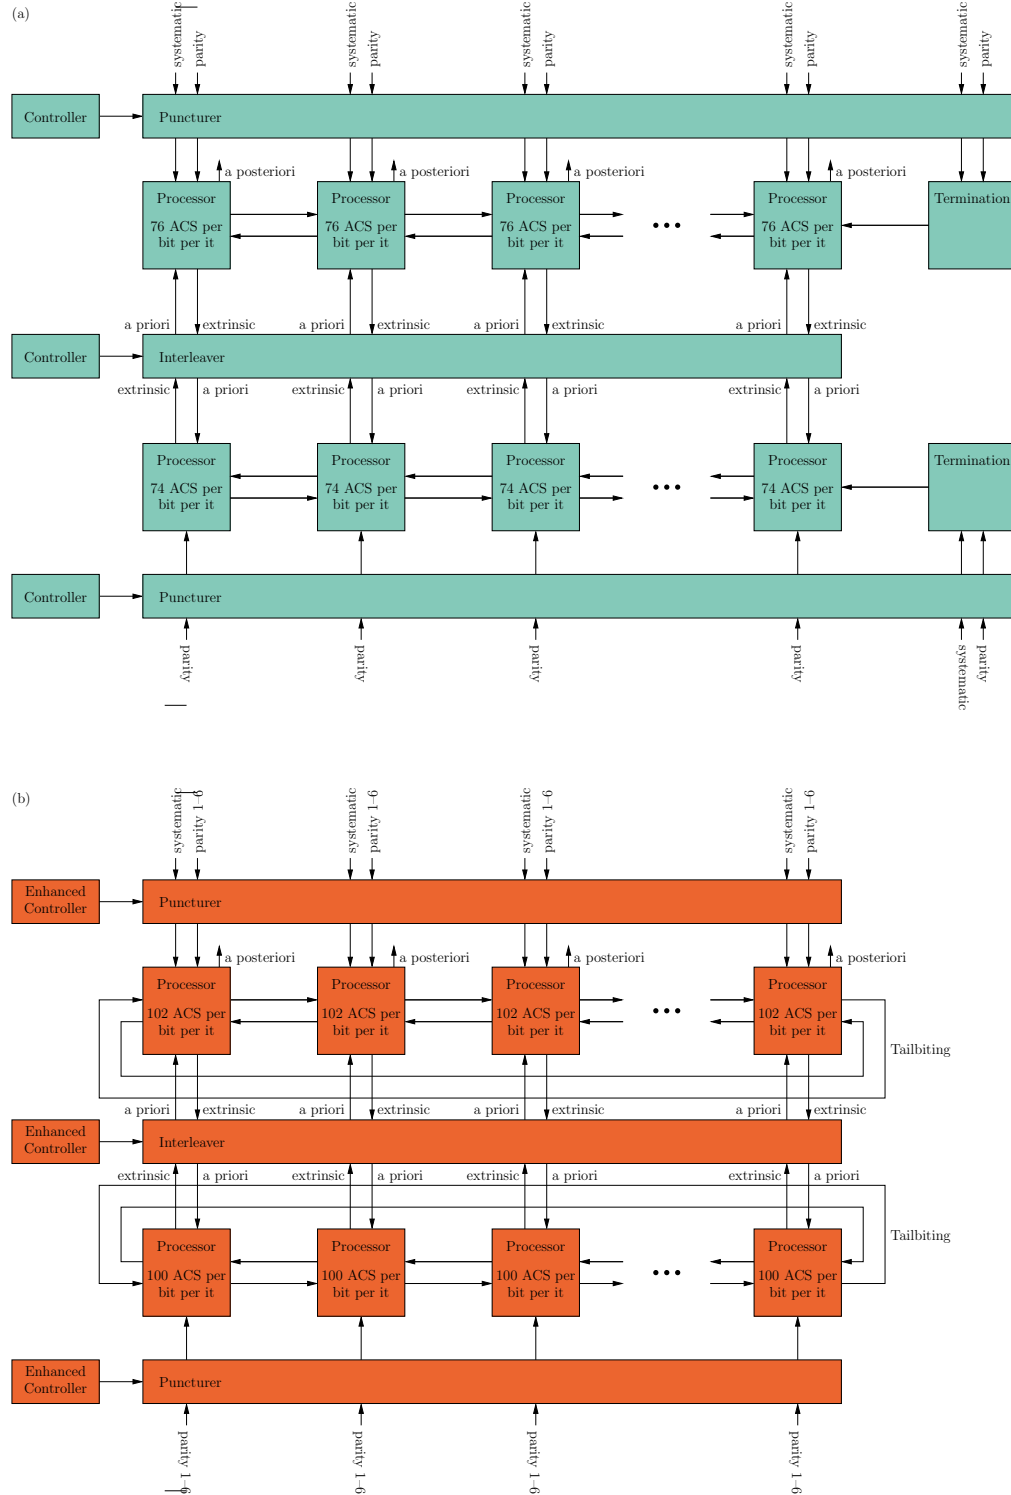 (a)
systematic parity systematic parity systematic parity systematic parity systematic parity
Controller Puncturer
a posteriori a posteriori a posteriori a posteriori
Processor Processor Processor Processor Termination
76 ACS per 76 ACS per 76 ACS per 76 ACS per
bit per it bit per it bit per it bit per it
a priori extrinsic a priori extrinsic a priori extrinsic a priori extrinsic
Controller Interleaver
extrinsic a priori extrinsic a priori extrinsic a priori extrinsic a priori
Processor Processor Processor Processor Termination
74 ACS per 74 ACS per 74 ACS per 74 ACS per
bit per it bit per it bit per it bit per it
Controller Puncturer
parity parity parity parity systematic parity
(b)
systematic parity 1–6 systematic parity 1–6 systematic parity 1–6 systematic parity 1–6
Enhanced
Controller Puncturer
a posteriori a posteriori a posteriori a posteriori
Processor Processor Processor Processor
102 ACS per 102 ACS per 102 ACS per 102 ACS per
bit per it bit per it bit per it bit per it
Tailbiting
a priori extrinsic a priori extrinsic a priori extrinsic a priori extrinsic
Enhanced
Controller Interleaver
extrinsic a priori extrinsic a priori extrinsic a priori extrinsic a priori
Tailbiting
Processor Processor Processor Processor
100 ACS per 100 ACS per 100 ACS per 100 ACS per
bit per it bit per it bit per it bit per it
Enhanced
Controller Puncturer
parity 1–6 parity 1–6 parity 1–6 parity 1–6